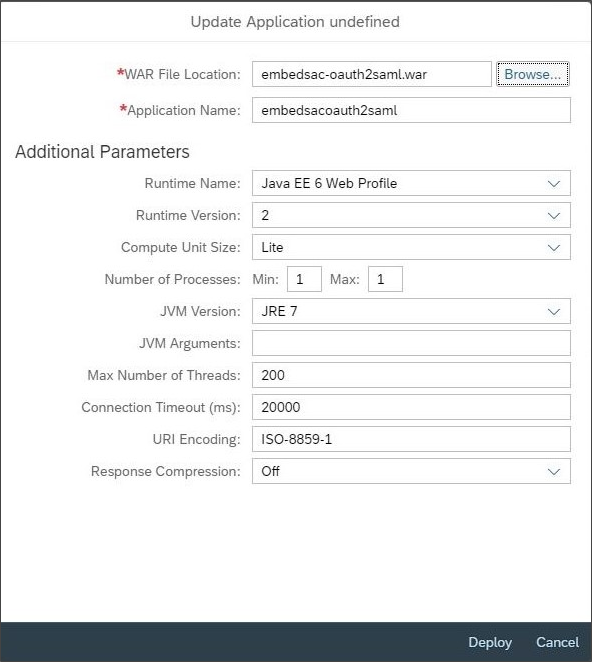 Update Application undefined
*WAR File Location: embedsac-oauth2saml.war Browse...
*Application Name: embedsacoauth2saml
Additional Parameters
Runtime Name: Java EE 6 Web Profile
Runtime Version: 2
Compute Unit Size: Lite
Number of Processes: Min: 1 Max: 1
JVM Version: JRE 7
JVM Arguments:
Max Number of Threads: 200
Connection Timeout (ms): 20000
URI Encoding: ISO-8859-1
Response Compression: Off
Deploy Cancel